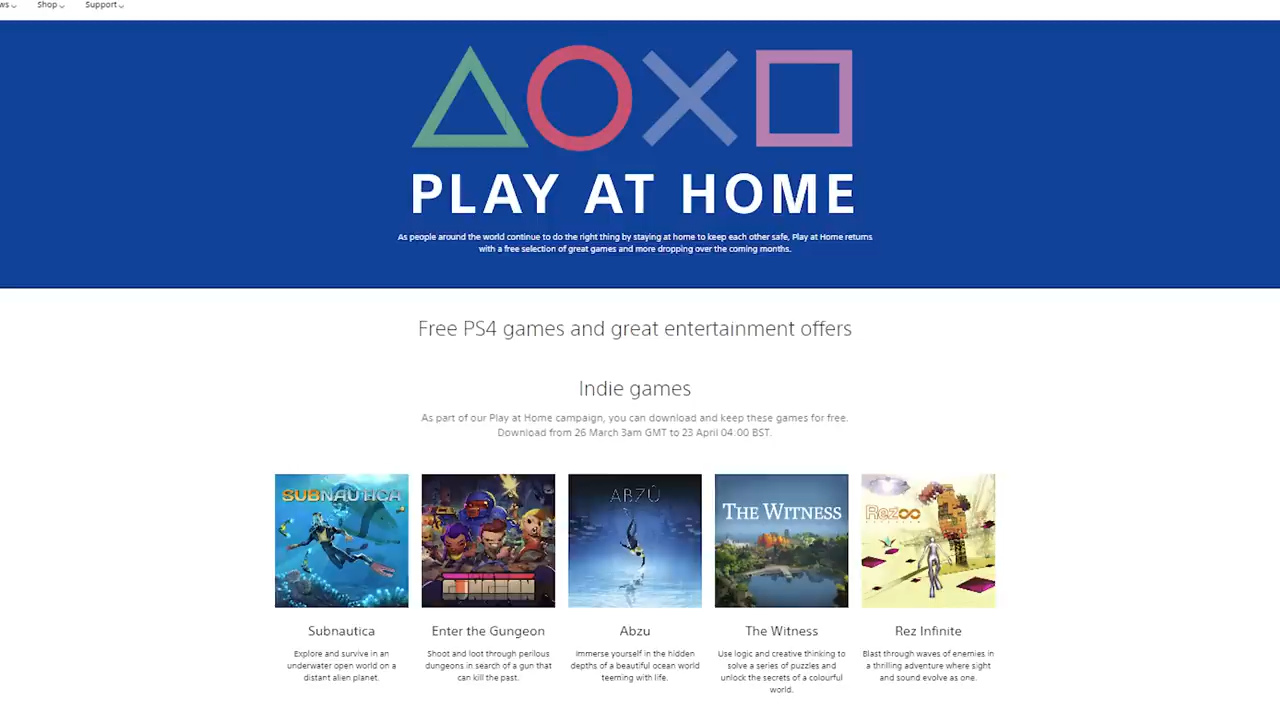 ws Shop Support
PLAY AT HOME
As people around the world continue to do the right thing by staying at home to keep each other safe, Play at Home returns
with a free selection of great games and more dropping over the coming months.
Free PS4 games and great entertainment offers
Indie games
As part of our Play at Home campaign, you can download and keep these games for free.
Download from 26 March 3am GMT to 23 April 04:00 BST.
SUBNAUTICA
GUNGEON
ABZÛ
THE WITNESS
Rez∞
Subnautica
Explore and survive in an
underwater open world on a
distant alien planet.
Enter the Gungeon
Shoot and loot through perilous
dungeons in search of a gun that
can kill the past.
Abzu
Immerse yourself in the hidden
depths of a beautiful ocean world
teeming with life.
The Witness
Use logic and creative thinking to
solve a series of puzzles and
unlock the secrets of a colourful
world.
Rez Infinite
Blast through waves of enemies in
a thrilling adventure where sight
and sound evolve as one.